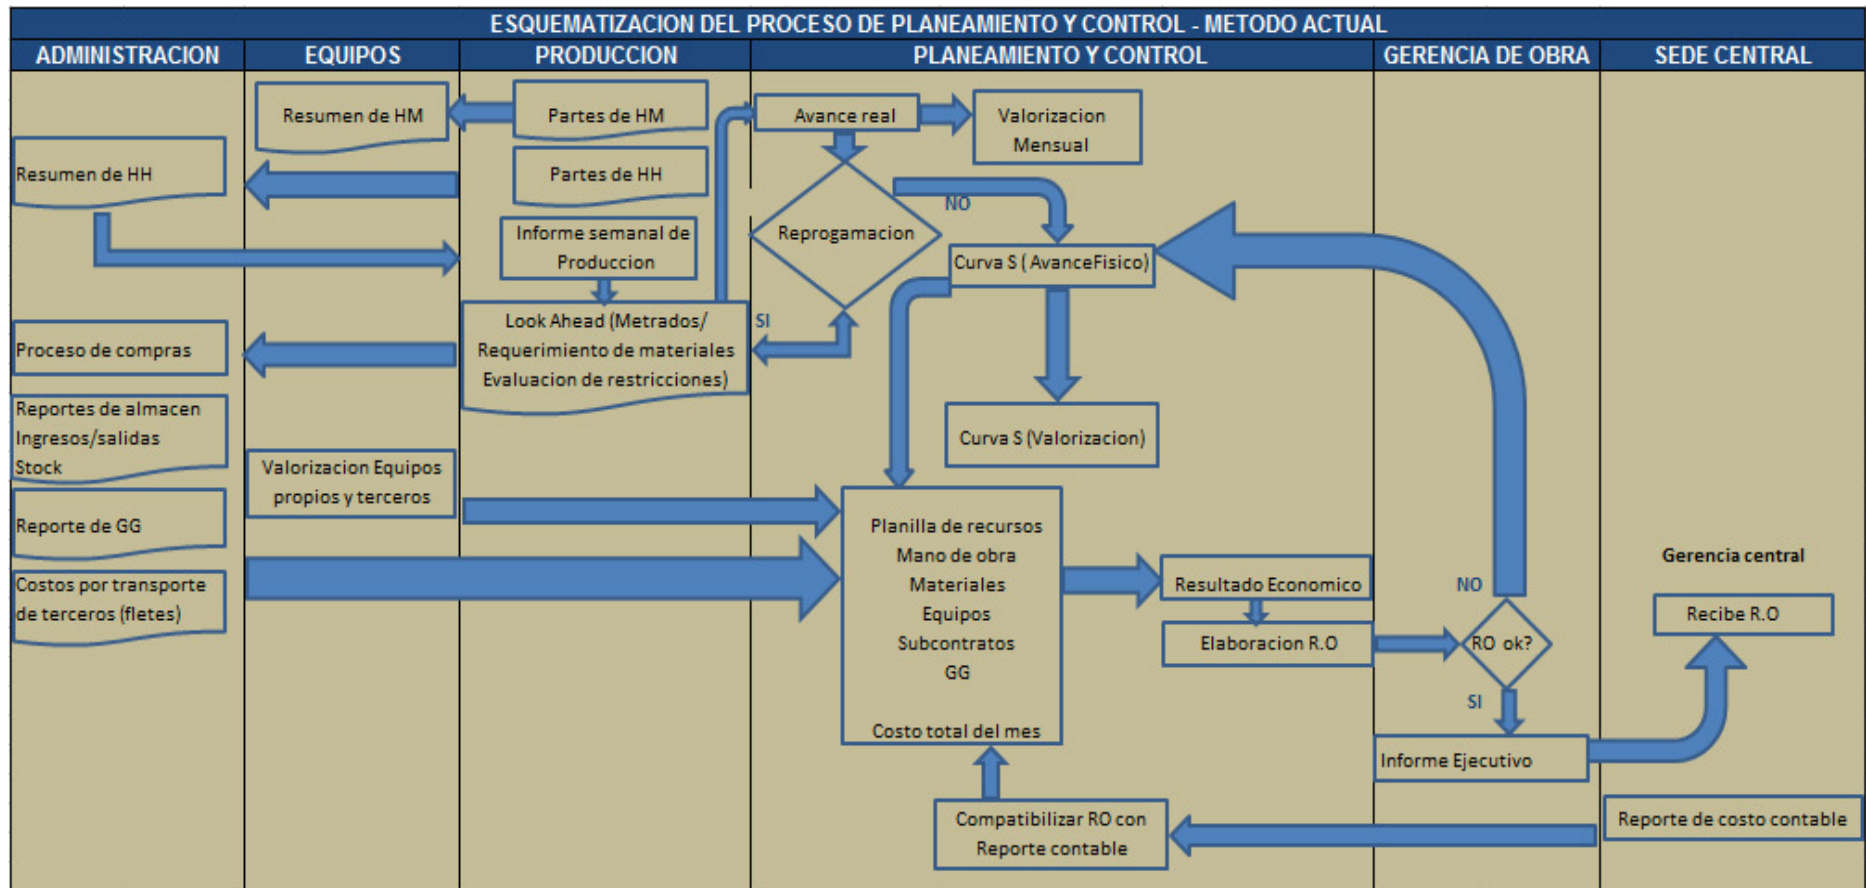 ESQUEMATIZACION DEL PROCESO DE PLANEAMIENTO Y CONTROL - METODO ACTUAL
ADMINISTRACION
EQUIPOS
PRODUCCION
PLANEAMIENTO Y CONTROL
GERENCIA DE OBRA
SEDE CENTRAL
Resumen de HH
Proceso de compras
Reportes de almacen
Ingresos/salidas
Stock
Reporte de GG
Costos por transporte
de terceros (fletes)
Resumen de HM
Valorizacion Equipos
propios y terceros
Partes de HM
Partes de HH
Informe semanal de
Produccion
Look Ahead (Metrados/
Requerimiento de materiales
Evaluacion de restricciones)
Avance real
Valorizacion
Mensual
Reprogamacion
NO
SI
Curva S ( AvanceFisico)
Curva S (Valorizacion)
Planilla de recursos
Mano de obra
Materiales
Equipos
Subcontratos
GG
Costo total del mes
Resultado Economico
Elaboracion R.O
Compatibilizar RO con
Reporte contable
NO
RO ok?
SI
Informe Ejecutivo
Gerencia central
Recibe R.O
Reporte de costo contable